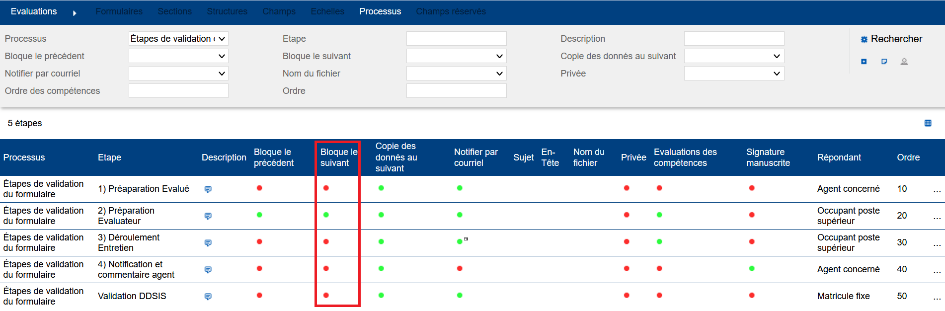 Evaluations Formulaires Sections Structures Champs Echelles Processus Champs réservés
Processus Étapes de validation Etape Description Rechercher
Bloque le précédent Bloque le suivant Copie des données au suivant
Notifier par courriel Nom du fichier Privée
Ordre des compétences Ordre
5 étapes
Processus Etape Description Bloque le précédent Bloque le suivant Copie des donnés au suivant Notifier par courriel Sujet En-Tête Nom du fichier Privée Evaluations des compétences Signature manuscrite Répondant Ordre
Étapes de validation du formulaire 1) Préaparation Evalué Agent concerné 10 ...
Étapes de validation du formulaire 2) Préparation Evaluateur Occupant poste supérieur 20 ...
Étapes de validation du formulaire 3) Déroulement Entretien Occupant poste supérieur 30 ...
Étapes de validation du formulaire 4) Notification et commentaire agent Agent concerné 40 ...
Étapes de validation du formulaire Validation DDSIS Matricule fixe 50 ...